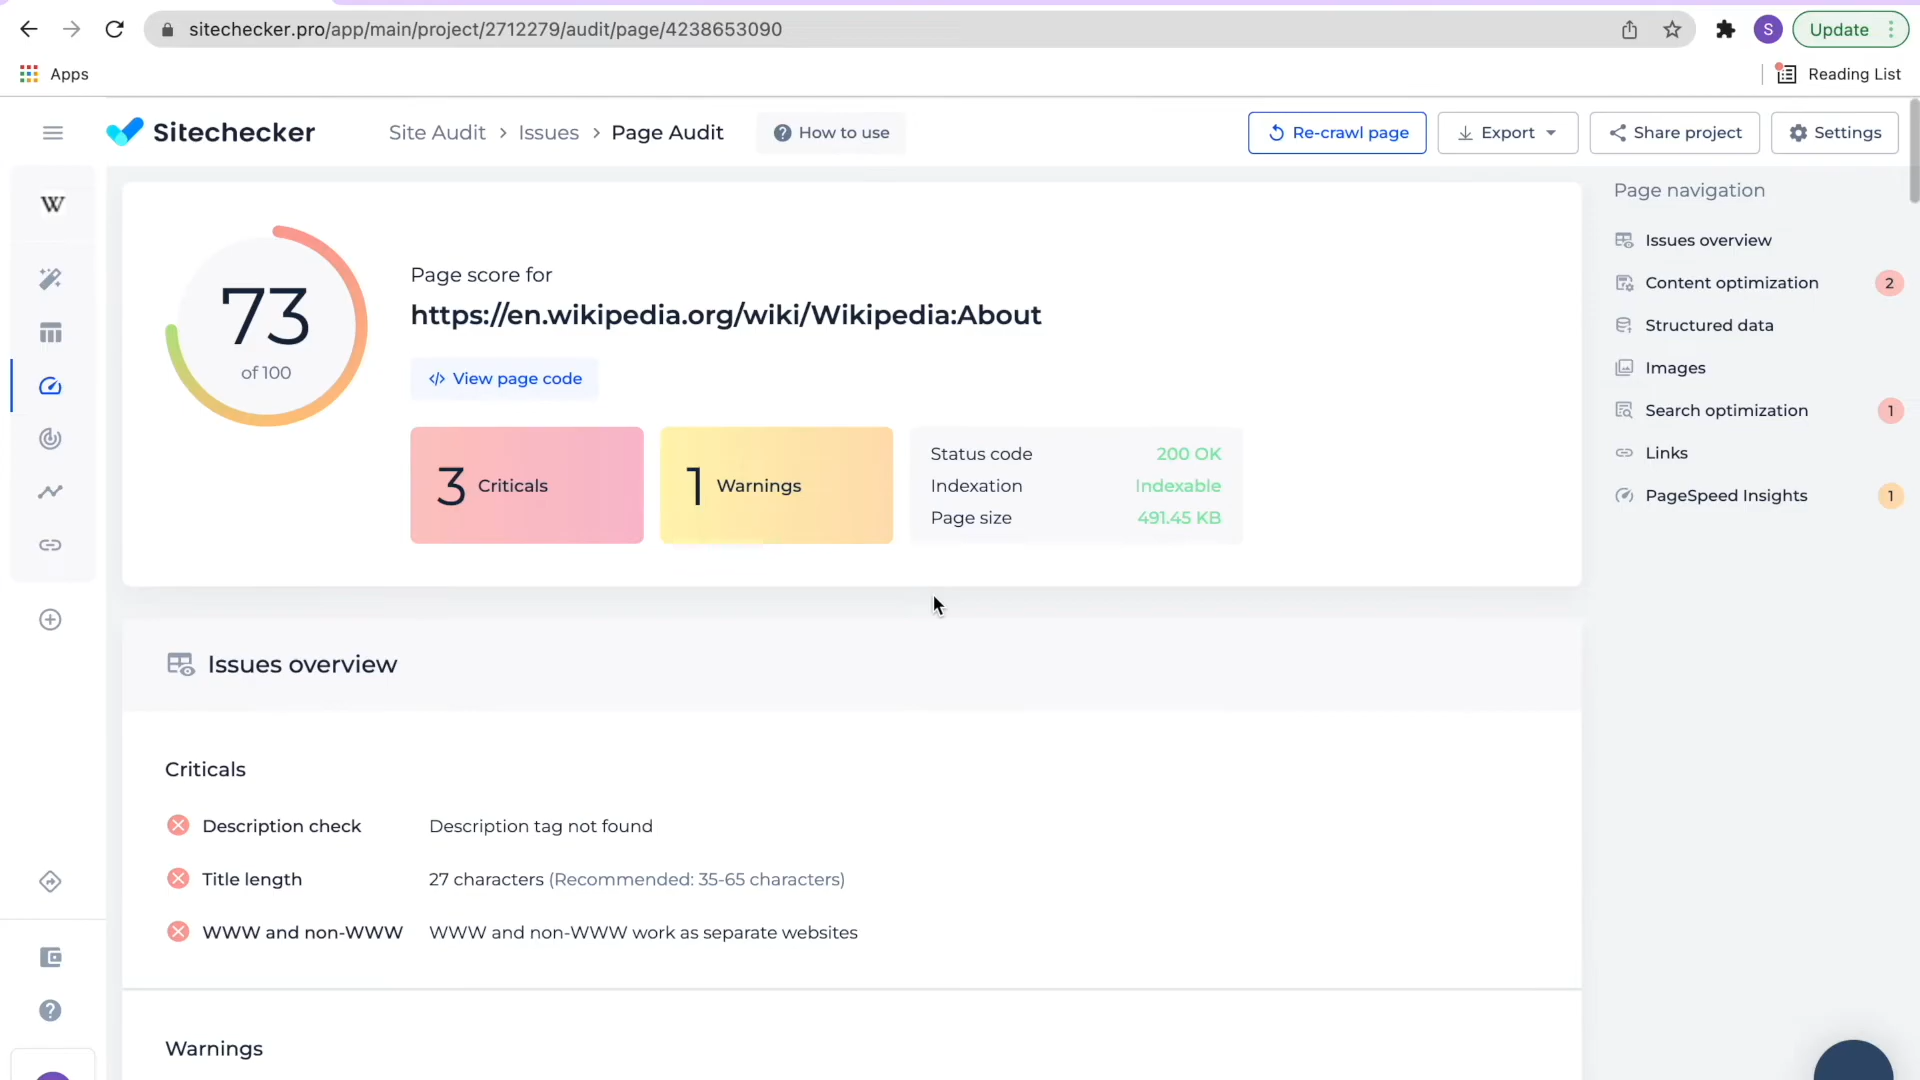 sitechecker.pro/app/main/project/2712279/audit/page/4238653090
S
Update
Apps
Reading List
Sitechecker
Site Audit > Issues > Page Audit
How to use
Re-crawl page
Export
Share project
Settings
W
73
of 100
Page score for
https://en.wikipedia.org/wiki/Wikipedia:About
</> View page code
3 Criticals
1 Warnings
Status code 200 OK
Indexation Indexable
Page size 491.45 KB
Page navigation
Issues overview
Content optimization 2
Structured data
Images
Search optimization 1
Links
PageSpeed Insights 1
Issues overview
Criticals
Description check Description tag not found
Title length 27 characters (Recommended: 35-65 characters)
WWW and non-WWW WWW and non-WWW work as separate websites
Warnings